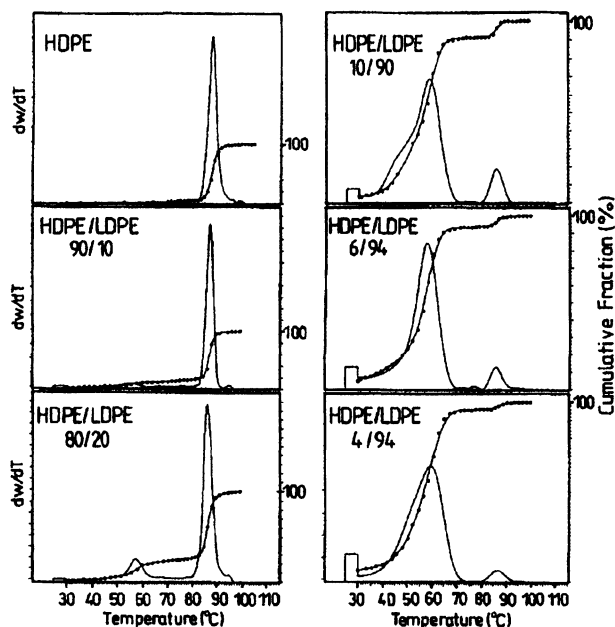 HDPE
dw/dT
100
HDPE/LDPE
90/10
dw/dT
100
HDPE/LDPE
80/20
dw/dT
100
30 40 50 60 70 80 90 100 110
Temperature (°C)
HDPE/LDPE
10/90
100
HDPE/LDPE
6/94
100
HDPE/LDPE
4/94
100
Cumulative Fraction (%)
30 40 50 60 70 80 90 100 110
Temperature (°C)